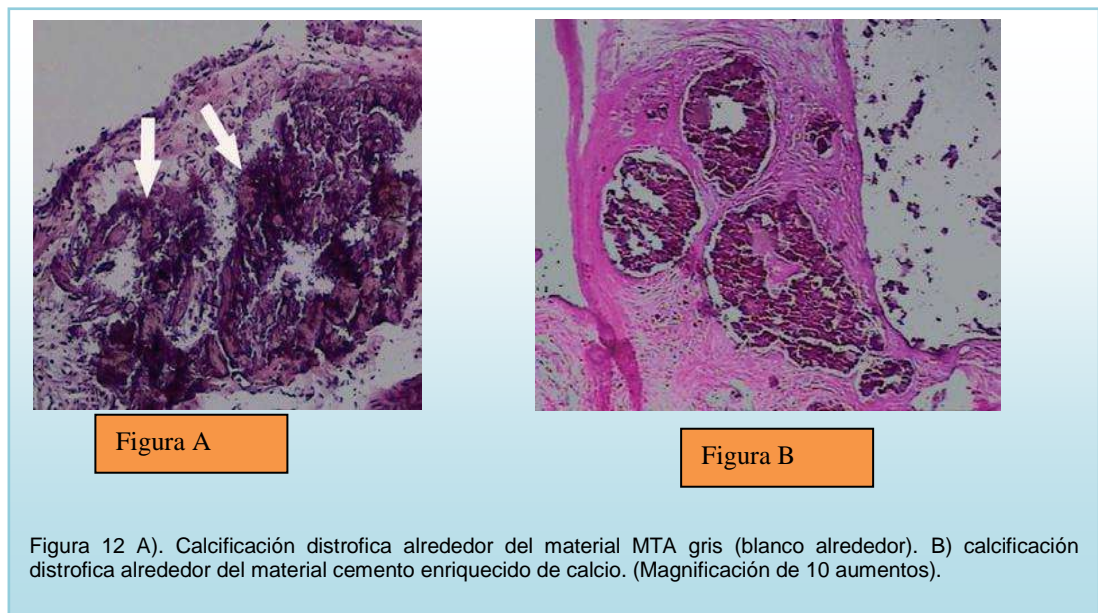 Figura A
Figura B
Figura 12 A). Calcificación distrofica alrededor del material MTA gris (blanco alrededor). B) calcificación
distrofica alrededor del material cemento enriquecido de calcio. (Magnificación de 10 aumentos).